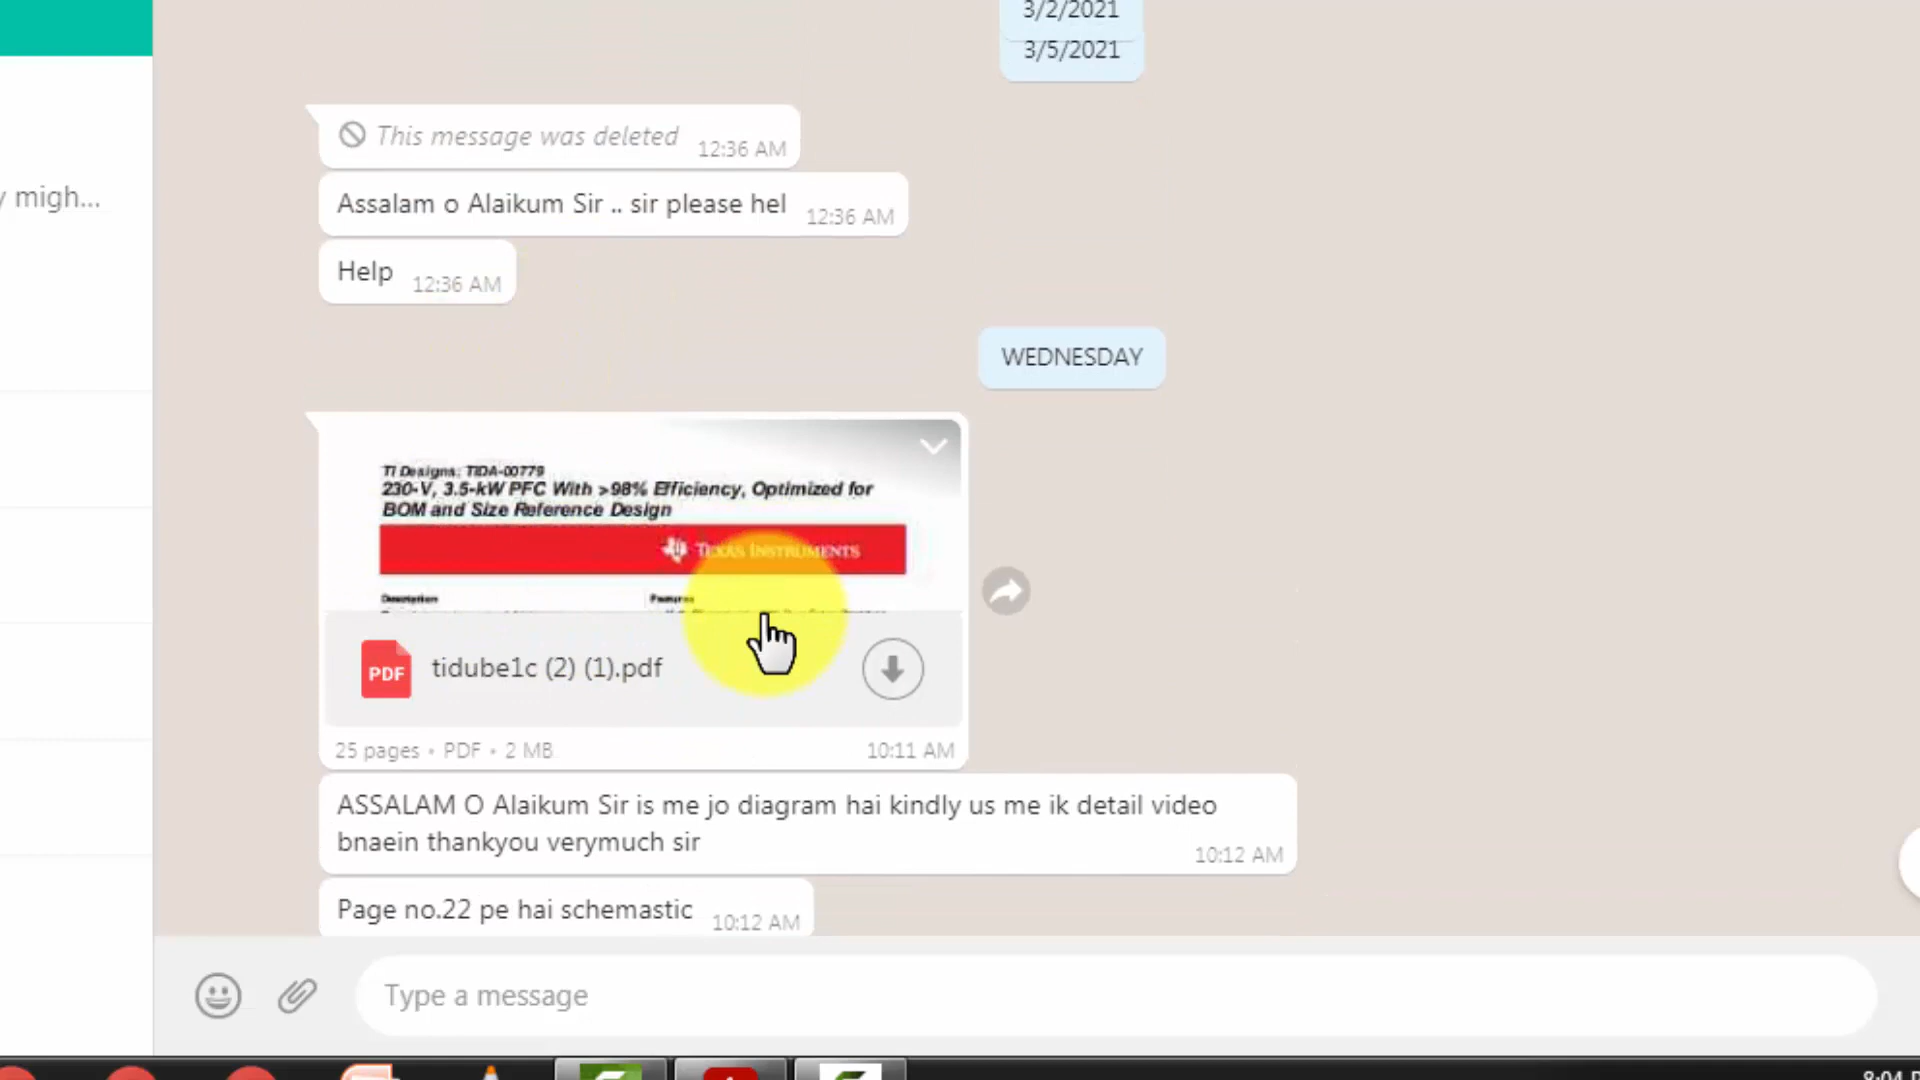 3/2/2021
3/5/2021
This message was deleted 12:36 AM
y migh...
Assalam o Alaikum Sir .. sir please hel 12:36 AM
Help 12:36 AM
WEDNESDAY
TI Designs: TIDA-00779
230-V, 3.5-kW PFC With >98% Efficiency, Optimized for
BOM and Size Reference Design
TEXAS INSTRUMENTS
Description Features
PDF tidube1c (2) (1).pdf
25 pages • PDF • 2 MB 10:11 AM
ASSALAM O Alaikum Sir is me jo diagram hai kindly us me ik detail video
bnaein thankyou verymuch sir
10:12 AM
Page no.22 pe hai schemastic 10:12 AM
Type a message